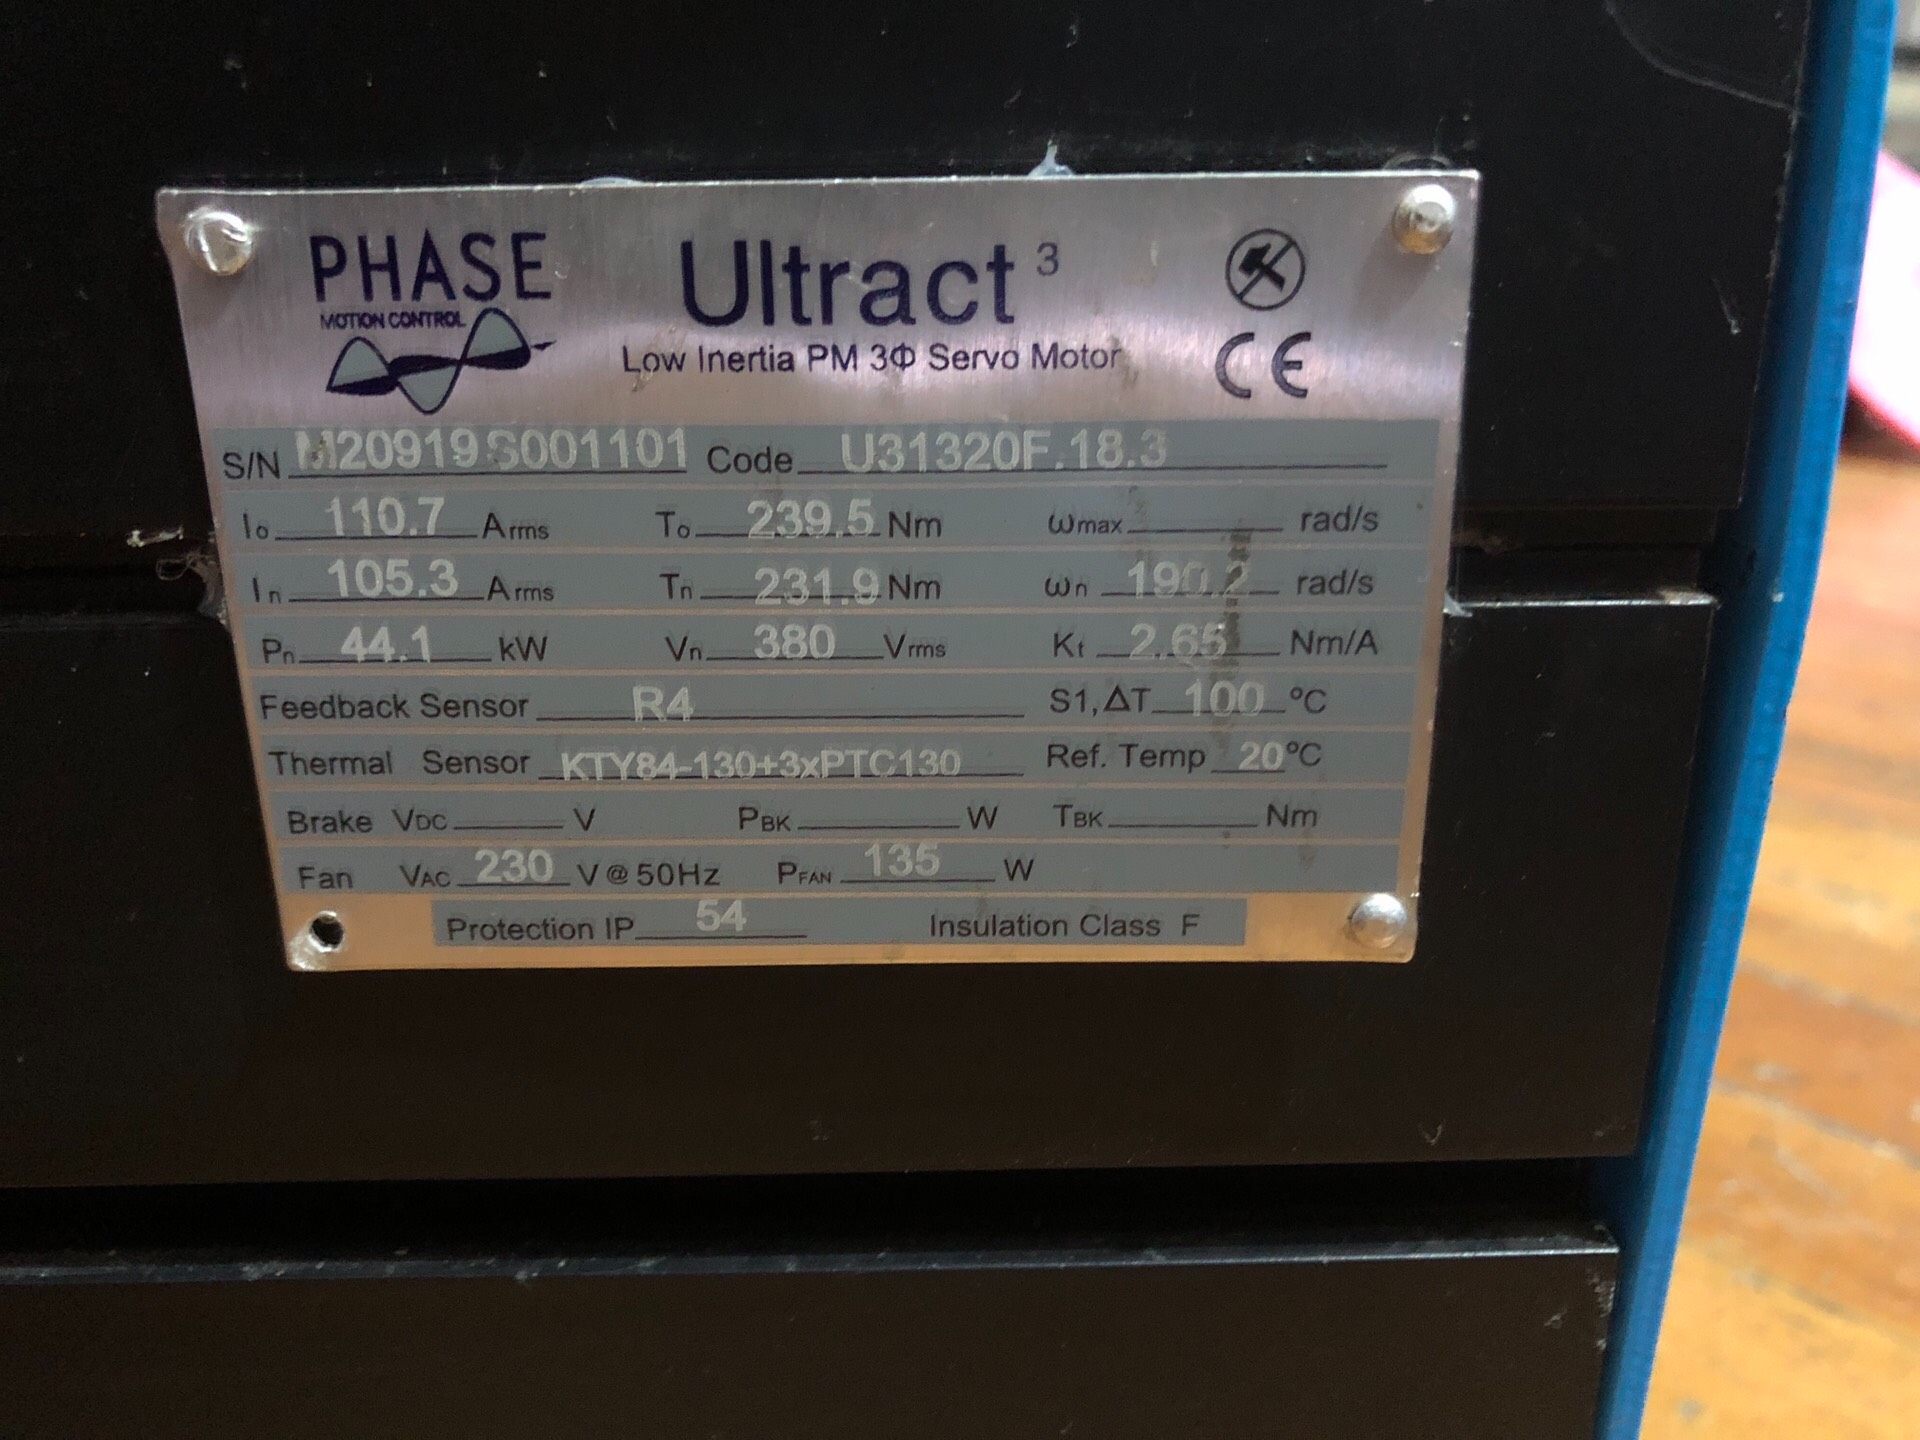 PHASE
MOTION CONTROL
Ultract 3
Low Inertia PM 3Φ Servo Motor
CE
S/N M20919S001101 Code U31320F.18.3
Io 110.7 Arms To 239.5 Nm ωmax rad/s
In 105.3 Arms Tn 231.9 Nm ωn 190.2 rad/s
Pn 44.1 kW Vn 380 Vrms Kt 2.65 Nm/A
Feedback Sensor R4 S1,ΔT 100 °C
Thermal Sensor KTY84-130+3xPTC130 Ref. Temp 20°C
Brake VDC V PBK W TBK Nm
Fan VAC 230 V@50Hz PFAN 135 W
Protection IP 54 Insulation Class F